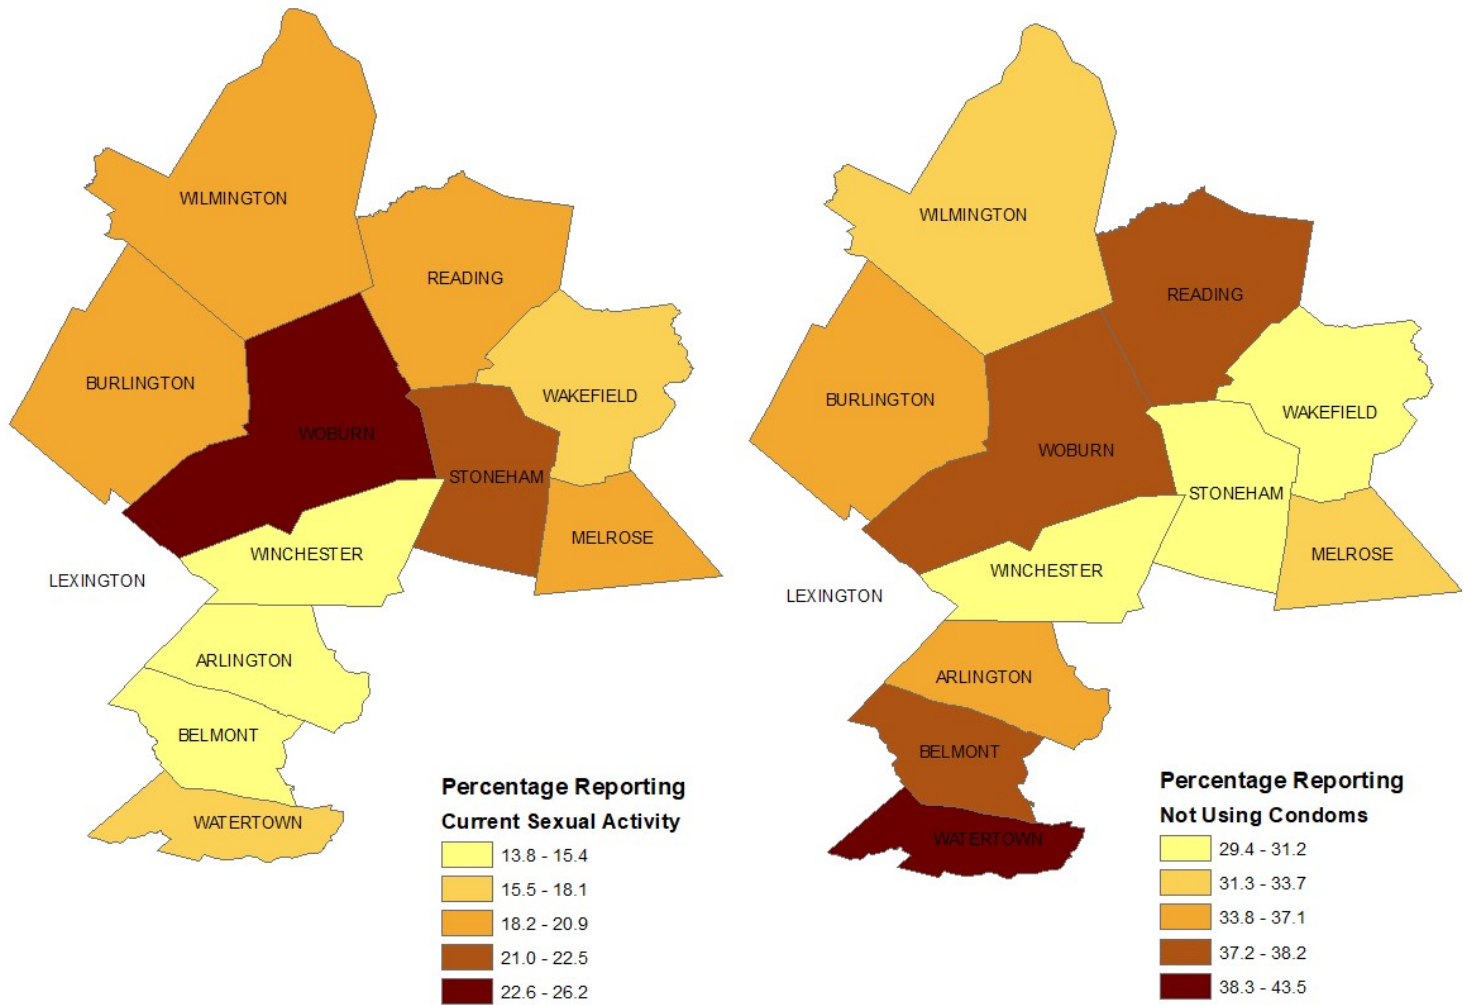 WILMINGTON
READING
BURLINGTON
WAKEFIELD
WOBURN
STONEHAM
MELROSE
WINCHESTER
LEXINGTON
ARLINGTON
BELMONT
WATERTOWN
Percentage Reporting
Current Sexual Activity
13.8 - 15.4
15.5 - 18.1
18.2 - 20.9
21.0 - 22.5
22.6 - 26.2
WILMINGTON
READING
BURLINGTON
WAKEFIELD
WOBURN
STONEHAM
MELROSE
WINCHESTER
LEXINGTON
ARLINGTON
BELMONT
WATERTOWN
Percentage Reporting
Not Using Condoms
29.4 - 31.2
31.3 - 33.7
33.8 - 37.1
37.2 - 38.2
38.3 - 43.5